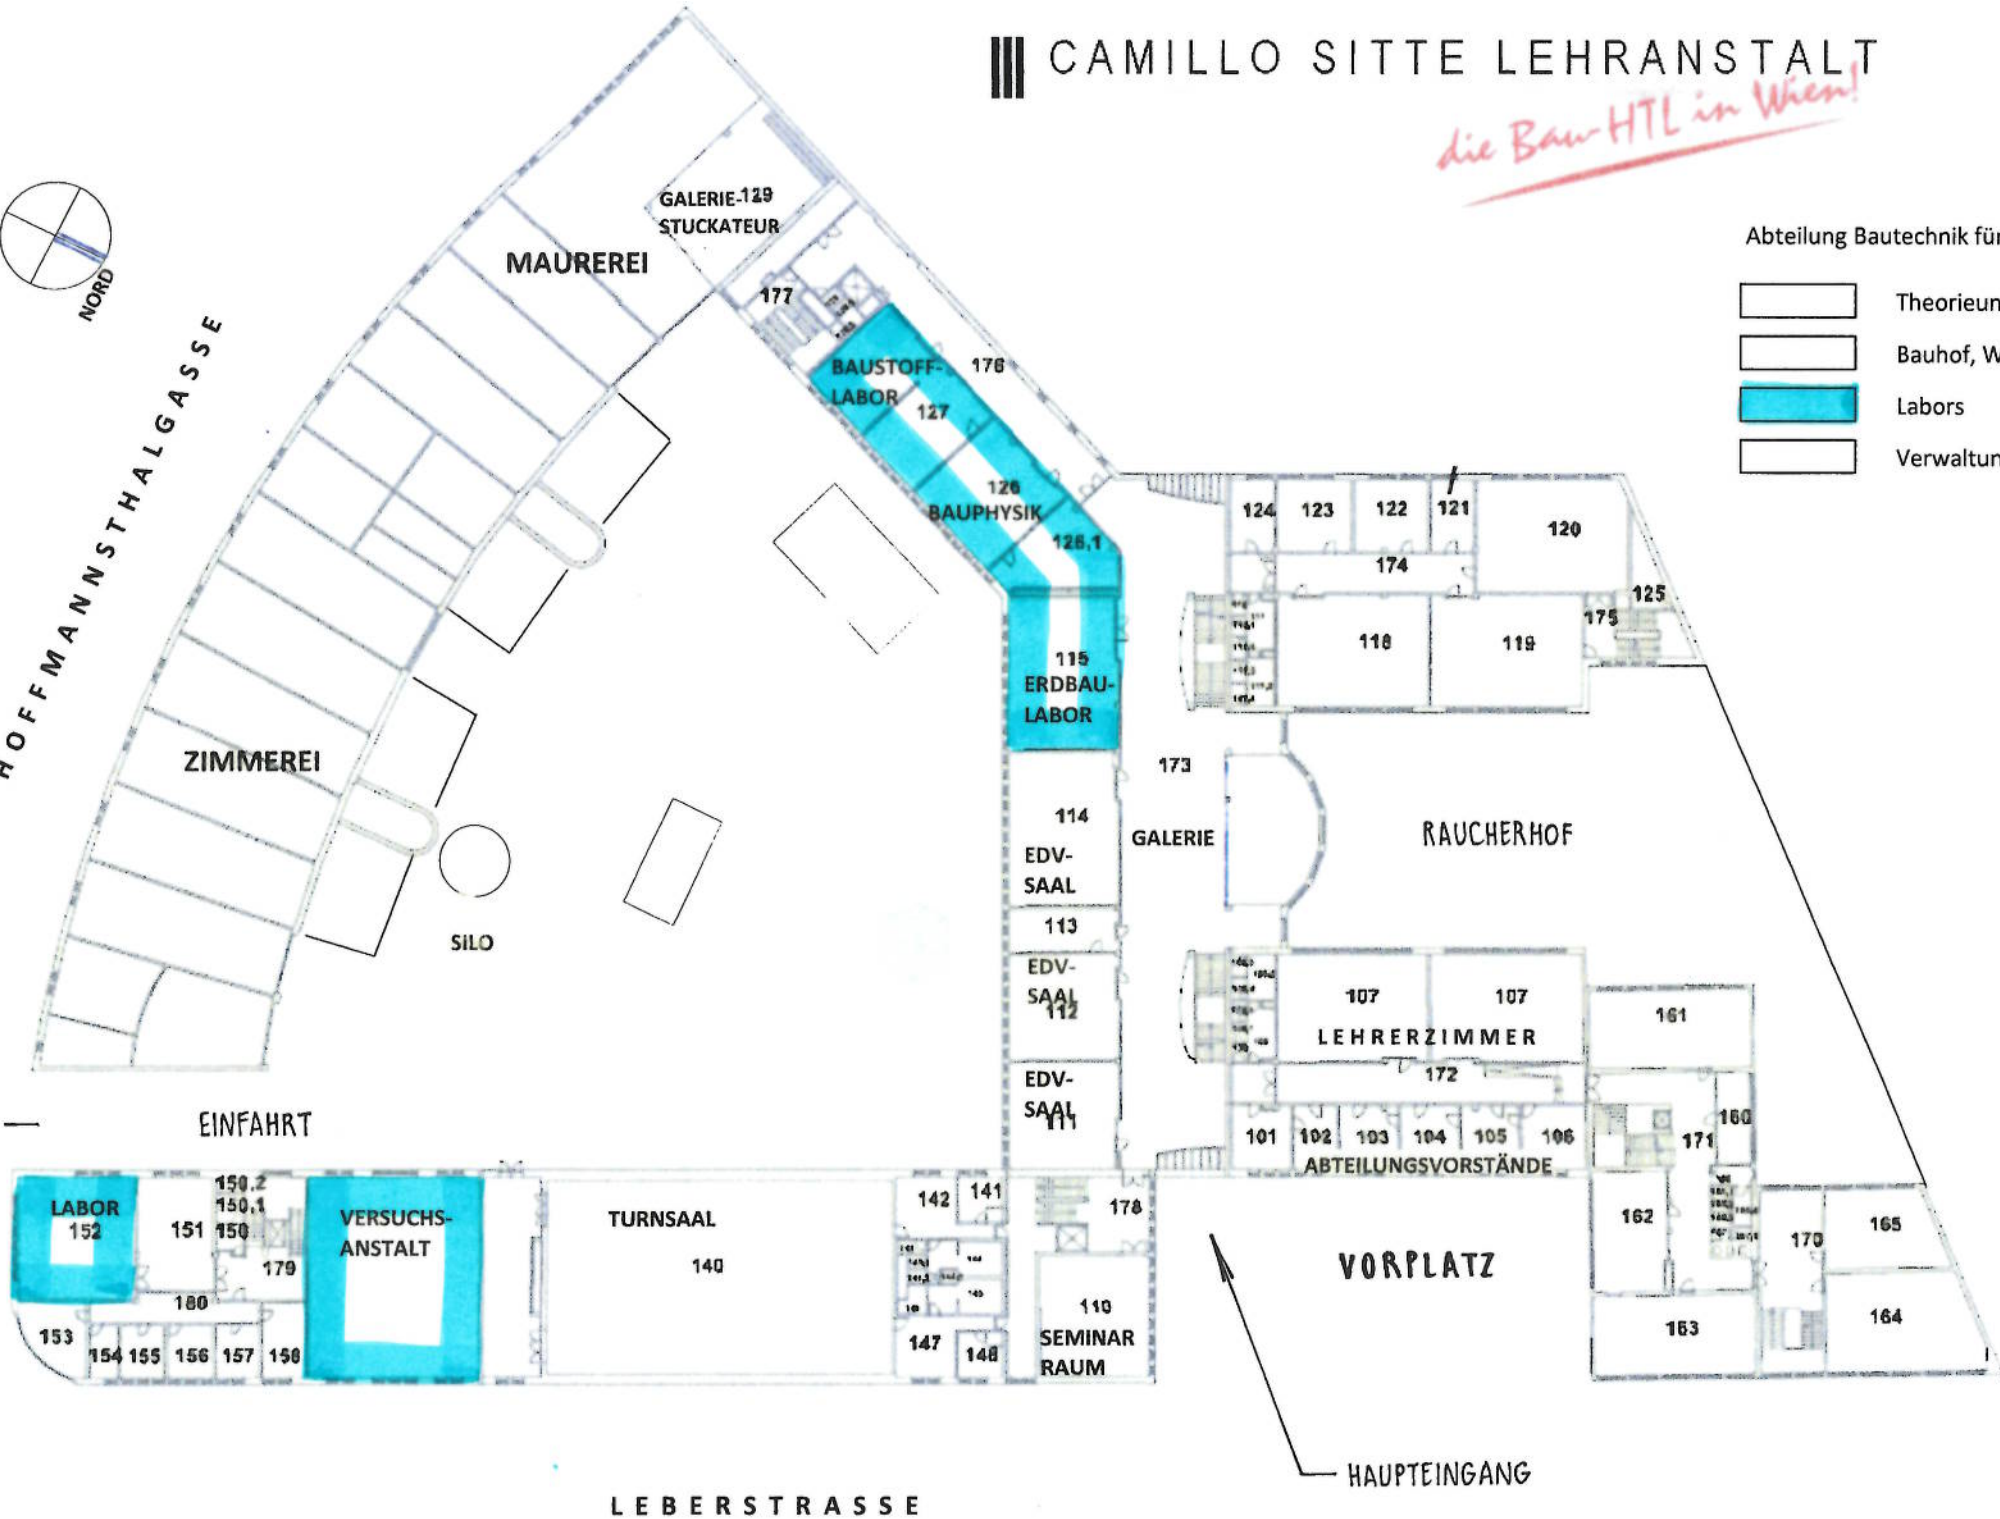 CAMILLO SITTE LEHRANSTALT
die Bau-HTL in Wien!
Abteilung Bautechnik für
Theorieun
Bauhof, W
Labors
Verwaltun
NORD
HOFFMANNSTHALGASSE
GALERIE-129
STUCKATEUR
MAUREREI
177
BAUSTOFF-
LABOR
127
176
126
BAUPHYSIK
126,1
124
123
122
121
120
174
125
175
118
119
115
ERDBAU-
LABOR
ZIMMEREI
173
114
EDV-
SAAL
GALERIE
RAUCHERHOF
SiLO
113
EDV-
SAAL
112
107
107
LEHRERZIMMER
161
172
EDV-
SAAL
111
EINFAHRT
101
102
103
104
105
106
ABTEILUNGSVORSTÄNDE
160
171
LABOR
152
151
150,2
150,1
150
179
VERSUCHS-
ANSTALT
TURNSAAL
140
142
141
178
162
170
165
VORPLATZ
180
153
154
155
156
157
158
147
146
110
SEMINAR
RAUM
163
164
HAUPTEINGANG
LEBERSTRASSE